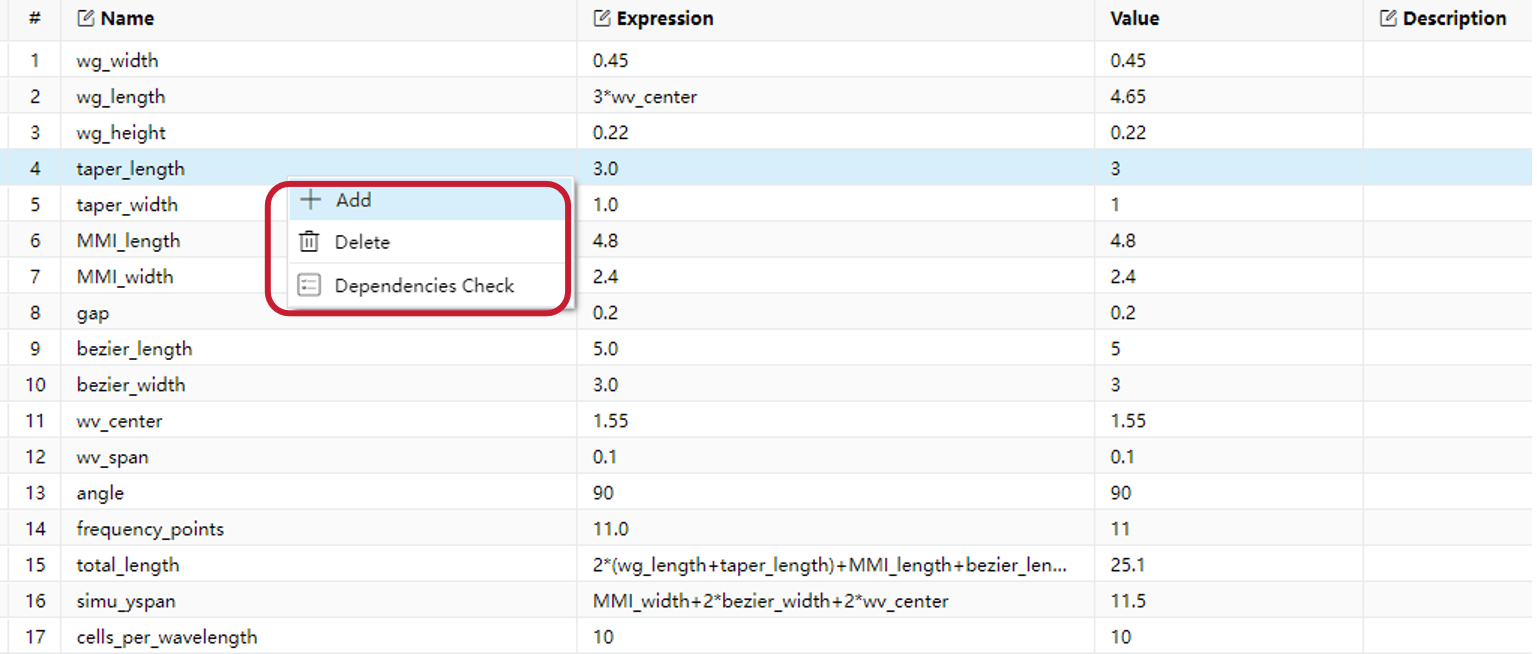 # Name Expression Value Description
1 wg_width 0.45 0.45
2 wg_length 3*wv_center 4.65
3 wg_height 0.22 0.22
4 taper_length 3.0 3
Add
5 taper_width 1.0 1
6 MMI_length 4.8 4.8
Delete
7 MMI_width 2.4 2.4
Dependencies Check
8 gap 0.2 0.2
9 bezier_length 5.0 5
10 bezier_width 3.0 3
11 wv_center 1.55 1.55
12 wv_span 0.1 0.1
13 angle 90 90
14 frequency_points 11.0 11
15 total_length 2*(wg_length+taper_length)+MMI_length+bezier_len... 25.1
16 simu_yspan MMI_width+2*bezier_width+2*wv_center 11.5
17 cells_per_wavelength 10 10